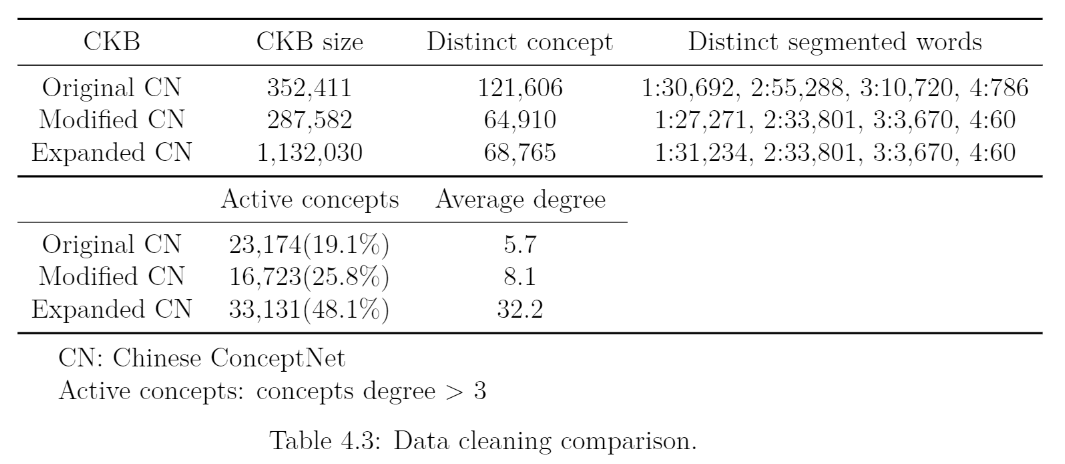 CKB CKB size Distinct concept Distinct segmented words
Original CN 352,411 121,606 1:30,692, 2:55,288, 3:10,720, 4:786
Modified CN 287,582 64,910 1:27,271, 2:33,801, 3:3,670, 4:60
Expanded CN 1,132,030 68,765 1:31,234, 2:33,801, 3:3,670, 4:60
Active concepts Average degree
Original CN 23,174(19.1%) 5.7
Modified CN 16,723(25.8%) 8.1
Expanded CN 33,131(48.1%) 32.2
CN: Chinese ConceptNet
Active concepts: concepts degree > 3
Table 4.3: Data cleaning comparison.